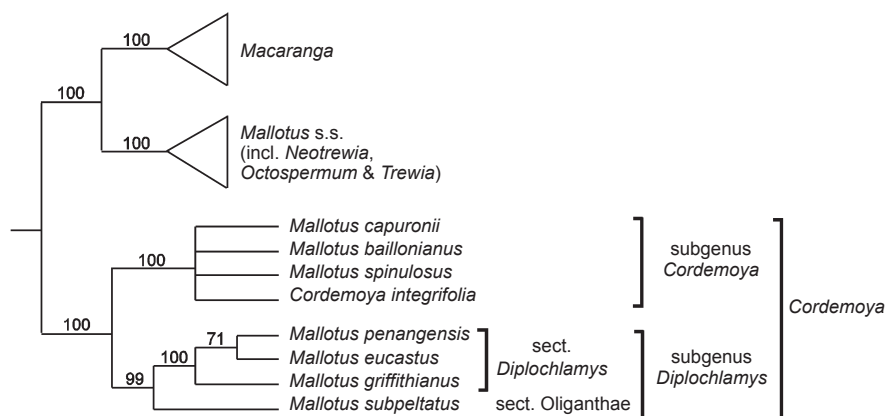 100
Macaranga
100
100
Mallotus s.s.
(incl. Neotrewia,
Octospermum & Trewia)
Mallotus capuronii
Mallotus baillonianus
100
Mallotus spinulosus
Cordemoya integrifolia
subgenus
Cordemoya
Cordemoya
100
71
Mallotus penangensis
100
Mallotus eucastus
99
Mallotus griffithianus
Mallotus subpeltatus
sect.
Diplochlamys
sect. Oliganthae
subgenus
Diplochlamys